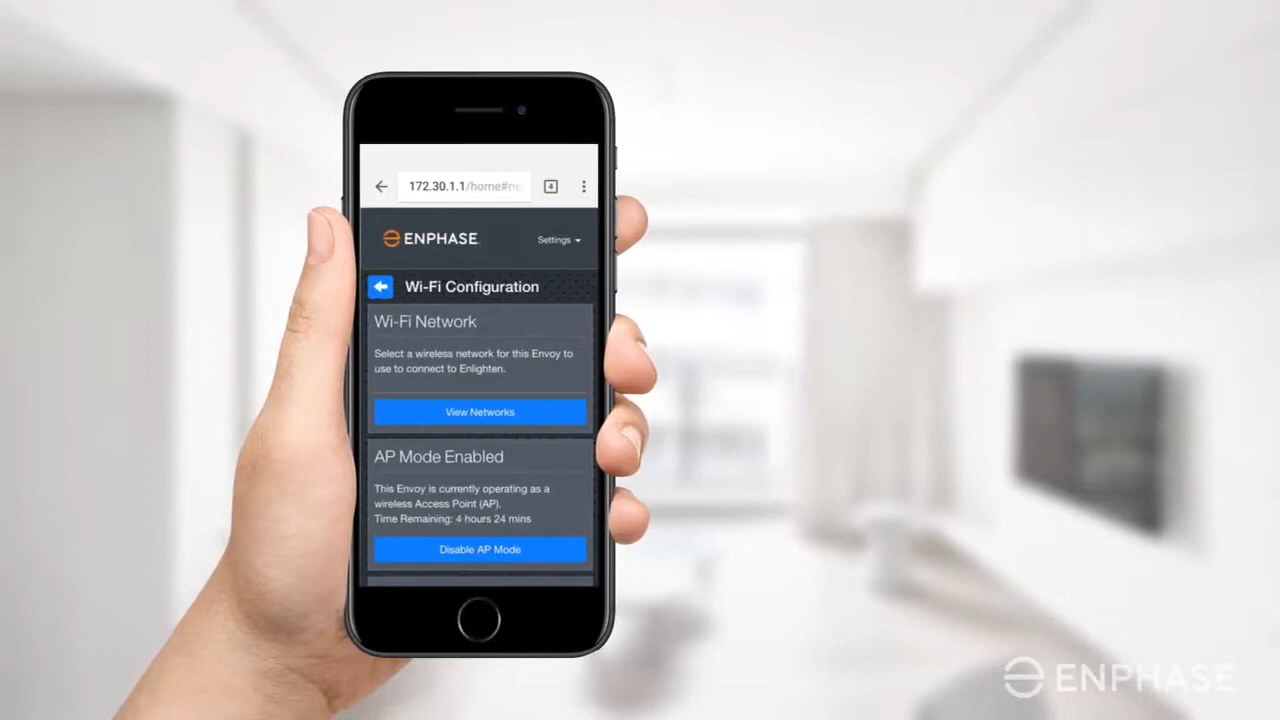 172.30.1.1/home#ne
4
ENPHASE
Settings
Wi-Fi Configuration
Wi-Fi Network
Select a wireless network for this Envoy to
use to connect to Enlighten.
View Networks
AP Mode Enabled
This Envoy is currently operating as a
wireless Access Point (AP).
Time Remaining: 4 hours 24 mins
Disable AP Mode
ENPHASE